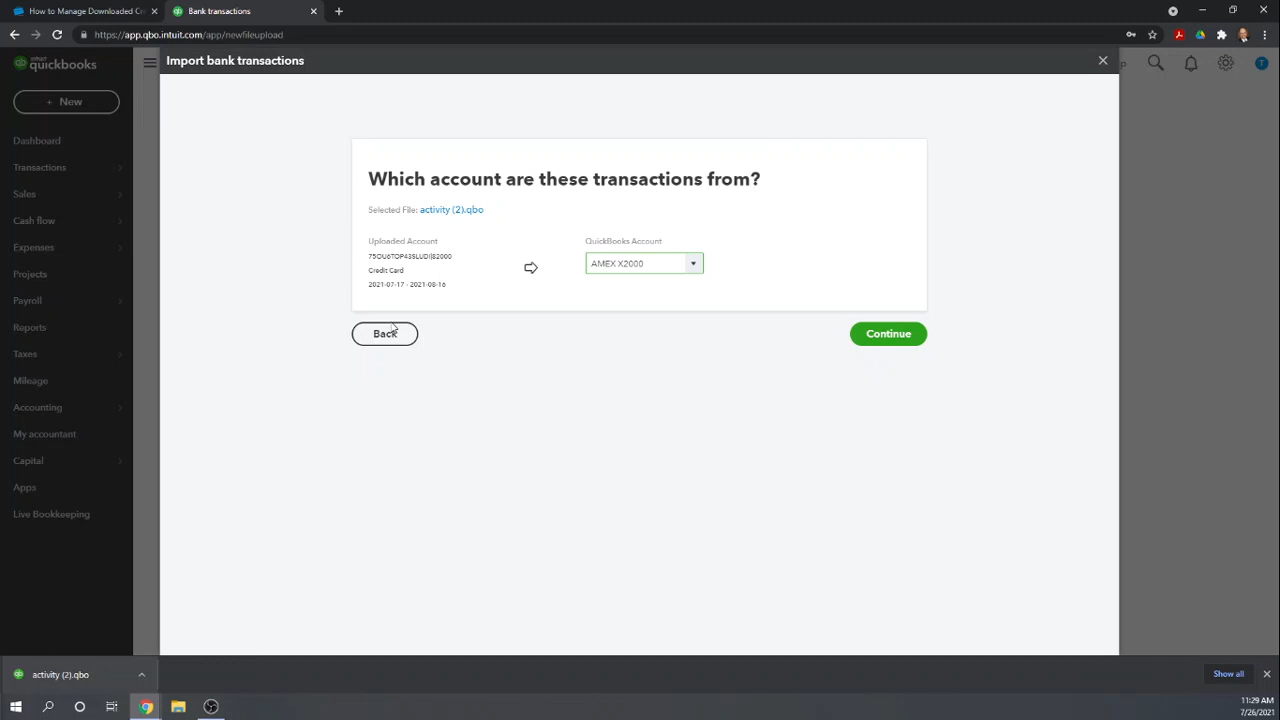 How to Manage Downloaded Cr
Bank transactions
https://app.qbo.intuit.com/app/newfileupload
Import bank transactions
quickbooks
+ New
Dashboard
Transactions
Sales
Cash flow
Expenses
Projects
Payroll
Reports
Taxes
Mileage
Accounting
My accountant
Capital
Apps
Live Bookkeeping
Which account are these transactions from?
Selected File: activity (2).qbo
Uploaded Account
QuickBooks Account
Credit Card
AMEX X2000
2021-07-17 - 2021-08-16
Back
Continue
activity (2).qbo
Show all
11:29 AM
7/26/2021